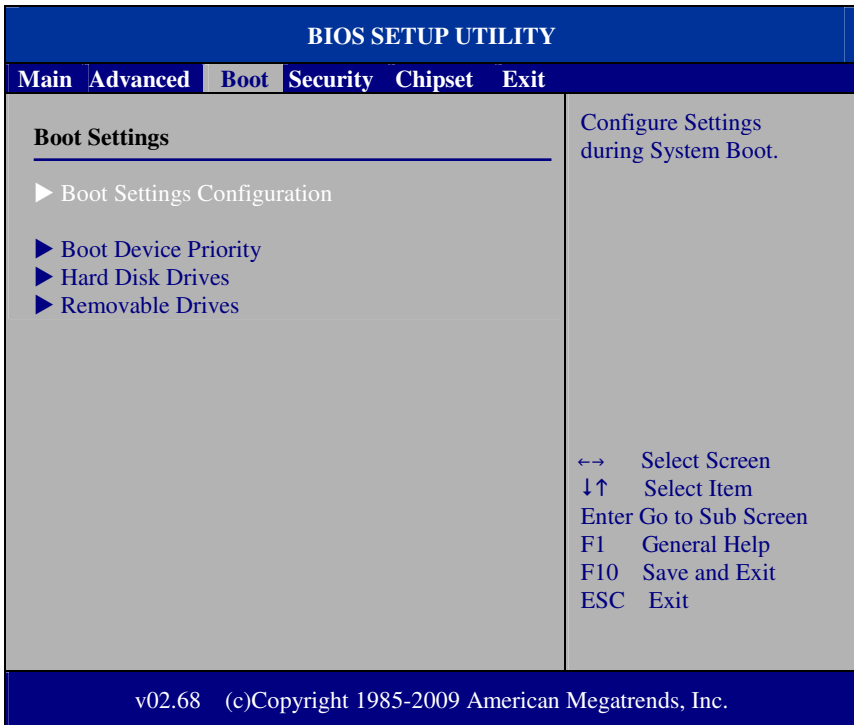 BIOS SETUP UTILITY
Main Advanced Boot Security Chipset Exit
Boot Settings
▶ Boot Settings Configuration
▶ Boot Device Priority
▶ Hard Disk Drives
▶ Removable Drives
Configure Settings
during System Boot.
←→ Select Screen
↓↑ Select Item
Enter Go to Sub Screen
F1 General Help
F10 Save and Exit
ESC Exit
v02.68 (c)Copyright 1985-2009 American Megatrends, Inc.